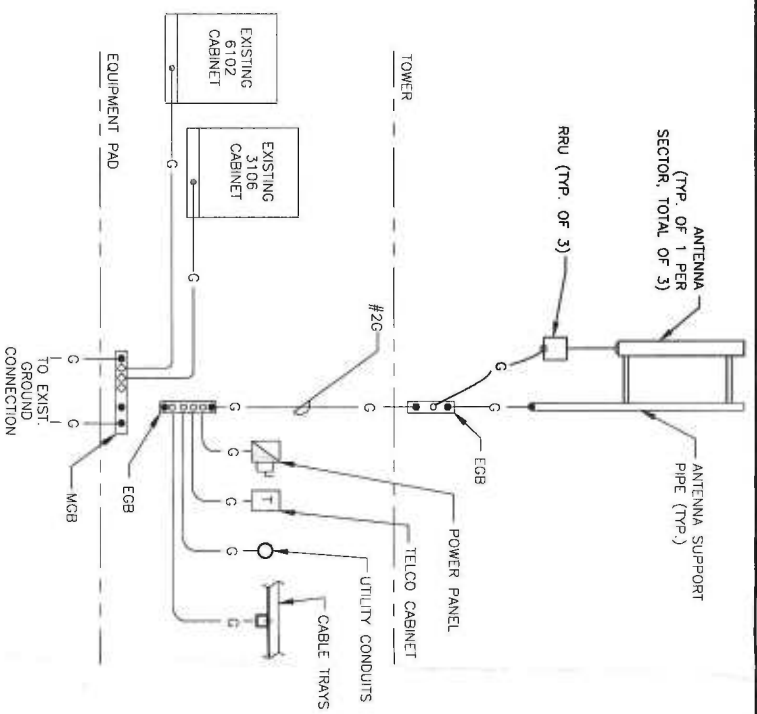 ANTENNA
(TYP. OF 1 PER
SECTOR, TOTAL OF 3)
RRU (TYP. OF 3)
ANTENNA SUPPORT
PIPE (TYP.)
G
EGB
TOWER
G
#2G
G
POWER PANEL
G
T
TELCO CABINET
G
UTILITY CONDUITS
G
CABLE TRAYS
G
EGB
EXISTING
6102
CABINET
EXISTING
3106
CABINET
G
G
EQUIPMENT PAD
MGB
G
G
TO EXIST.
GROUND
CONNECTION